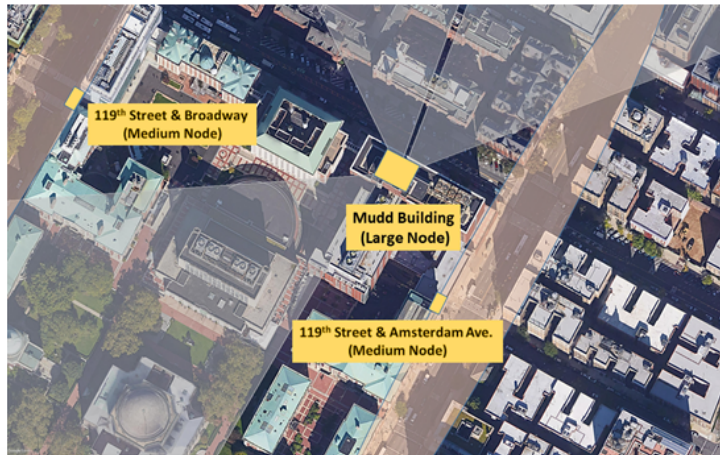 119th Street & Broadway
(Medium Node)
Mudd Building
(Large Node)
119th Street & Amsterdam Ave.
(Medium Node)